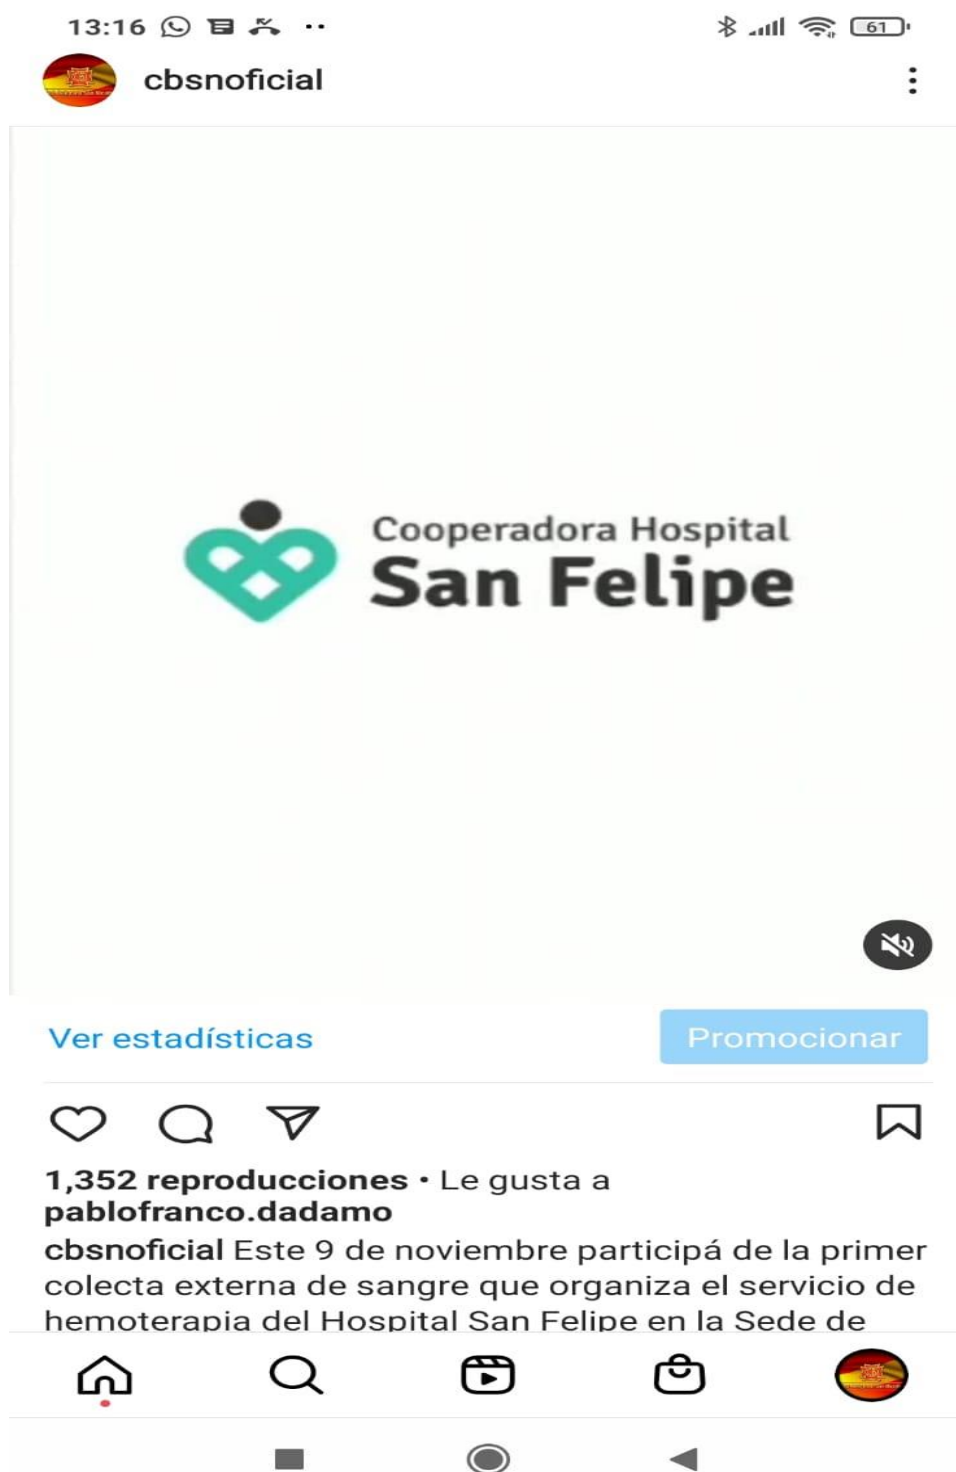 13:16
61
cbsnoficial
Cooperadora Hospital
San Felipe
Ver estadísticas
Promocionar
1,352 reproducciones • Le gusta a
pablofranco.dadamo
cbsnoficial Este 9 de noviembre participá de la primer
colecta externa de sangre que organiza el servicio de
hemoterapia del Hospital San Felipe en la Sede de